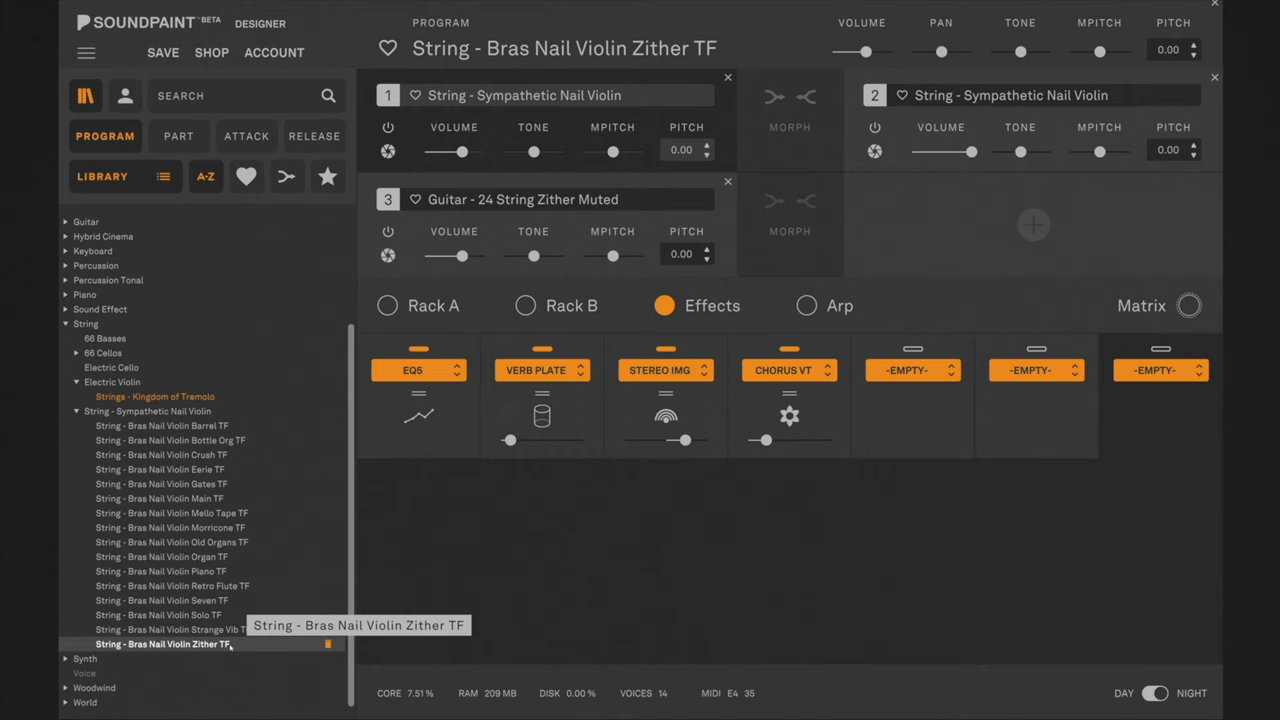 SOUNDPAINT BETA DESIGNER
SAVE SHOP ACCOUNT
SEARCH
PROGRAM PART ATTACK RELEASE
LIBRARY A-Z
Guitar
Hybrid Cinema
Keyboard
Percussion
Percussion Tonal
Piano
Sound Effect
String
66 Basses
66 Cellos
Electric Cello
Electric Violin
Strings - Kingdom of Tremolo
String - Sympathetic Nail Violin
String - Bras Nail Violin Barrel TF
String - Bras Nail Violin Bottle Org TF
String - Bras Nail Violin Crush TF
String - Bras Nail Violin Eerie TF
String - Bras Nail Violin Gates TF
String - Bras Nail Violin Main TF
String - Bras Nail Violin Mello Tape TF
String - Bras Nail Violin Morricone TF
String - Bras Nail Violin Old Organs TF
String - Bras Nail Violin Organ TF
String - Bras Nail Violin Piano TF
String - Bras Nail Violin Retro Flute TF
String - Bras Nail Violin Seven TF
String - Bras Nail Violin Solo TF
String - Bras Nail Violin Strange Vib T
String - Bras Nail Violin Zither TF
String - Bras Nail Violin Zither TF
Synth
Voice
Woodwind
World
PROGRAM
String - Bras Nail Violin Zither TF
VOLUME PAN TONE MPITCH PITCH
0.00
1 String - Sympathetic Nail Violin
VOLUME TONE MPITCH PITCH
0.00
MORPH
2 String - Sympathetic Nail Violin
VOLUME TONE MPITCH PITCH
0.00
3 Guitar - 24 String Zither Muted
VOLUME TONE MPITCH PITCH
0.00
MORPH
Rack A Rack B Effects Arp Matrix
EQ5 VERB PLATE STEREO IMG CHORUS VT -EMPTY- -EMPTY- -EMPTY-
CORE 7.51 % RAM 209 MB DISK 0.00 % VOICES 14 MIDI E4 35 DAY NIGHT